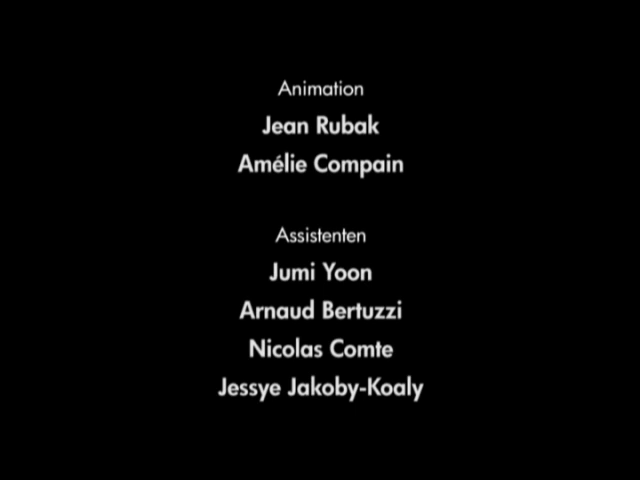 Animation
Jean Rubak
Amélie Compain
Assistenten
Jumi Yoon
Arnaud Bertuzzi
Nicolas Comte
Jessye Jakoby-Koaly